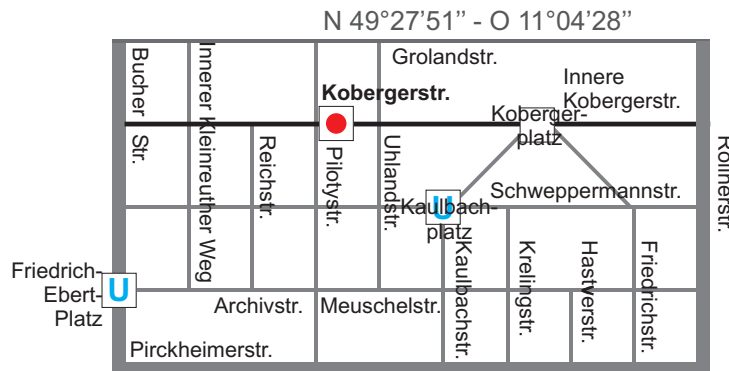 N 49°27’51’’ - O 11°04’28’’
Bucher
Str.
Innerer Kleinreuther Weg
Grolandstr.
Innere
Kobergerstr.
Kobergerstr.
Koberger-
platz
Reichstr.
Pilotystr.
Uhlandstr.
Rollnerstr.
Schweppermannstr.
U
Kaulbach-
platz
Friedrich-
Ebert-
Platz
U
Kaulbachstr.
Krelingstr.
Hastverstr.
Friedrichstr.
Archivstr.
Meuschelstr.
Pirckheimerstr.